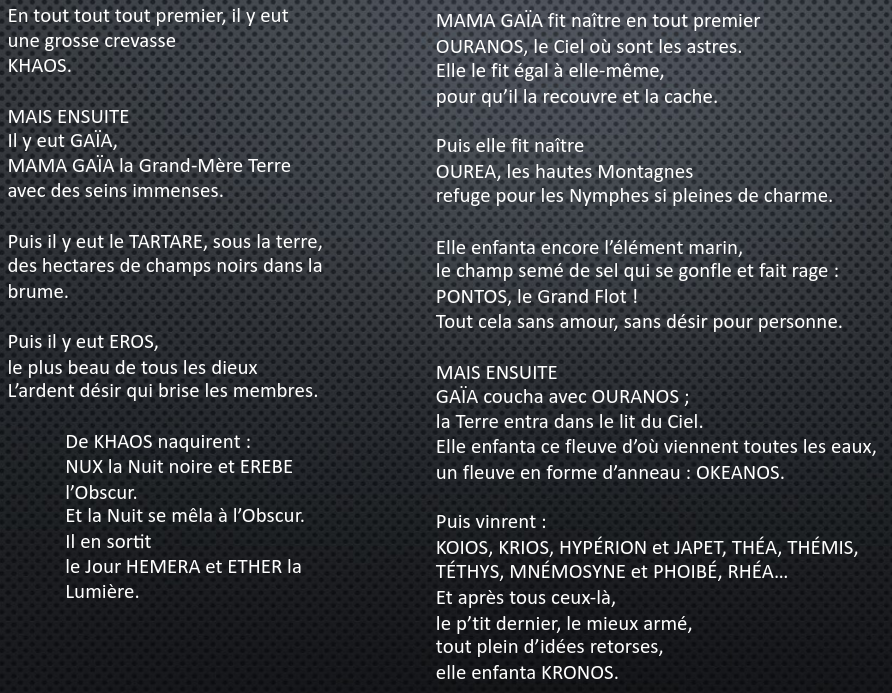 En tout tout tout premier, il y eut
une grosse crevasse
KHAOS.
MAIS ENSUITE
Il y eut GAÏA,
MAMA GAÏA la Grand-Mère Terre
avec des seins immenses.
Puis il y eut le TARTARE, sous la terre,
des hectares de champs noirs dans la
brume.
Puis il y eut EROS,
le plus beau de tous les dieux
L’ardent désir qui brise les membres.
De KHAOS naquirent :
NUX la Nuit noire et EREBE
l’Obscur.
Et la Nuit se mêla à l’Obscur.
Il en sortit
le Jour HEMERA et ETHER la
Lumière.
MAMA GAÏA fit naître en tout premier
OURANOS, le Ciel où sont les astres.
Elle le fit égal à elle-même,
pour qu’il la recouvre et la cache.
Puis elle fit naître
OUREA, les hautes Montagnes
refuge pour les Nymphes si pleines de charme.
Elle enfanta encore l’élément marin,
le champ semé de sel qui se gonfle et fait rage :
PONTOS, le Grand Flot !
Tout cela sans amour, sans désir pour personne.
MAIS ENSUITE
GAÏA coucha avec OURANOS ;
la Terre entra dans le lit du Ciel.
Elle enfanta ce fleuve d’où viennent toutes les eaux,
un fleuve en forme d’anneau : OKEANOS.
Puis vinrent :
KOIOS, KRIOS, HYPÉRION et JAPET, THÉA, THÉMIS,
TÉTHYS, MNÉMOSYNE et PHOIBÉ, RHÉA…
Et après tous ceux-là,
le p’tit dernier, le mieux armé,
tout plein d’idées retorses,
elle enfanta KRONOS.